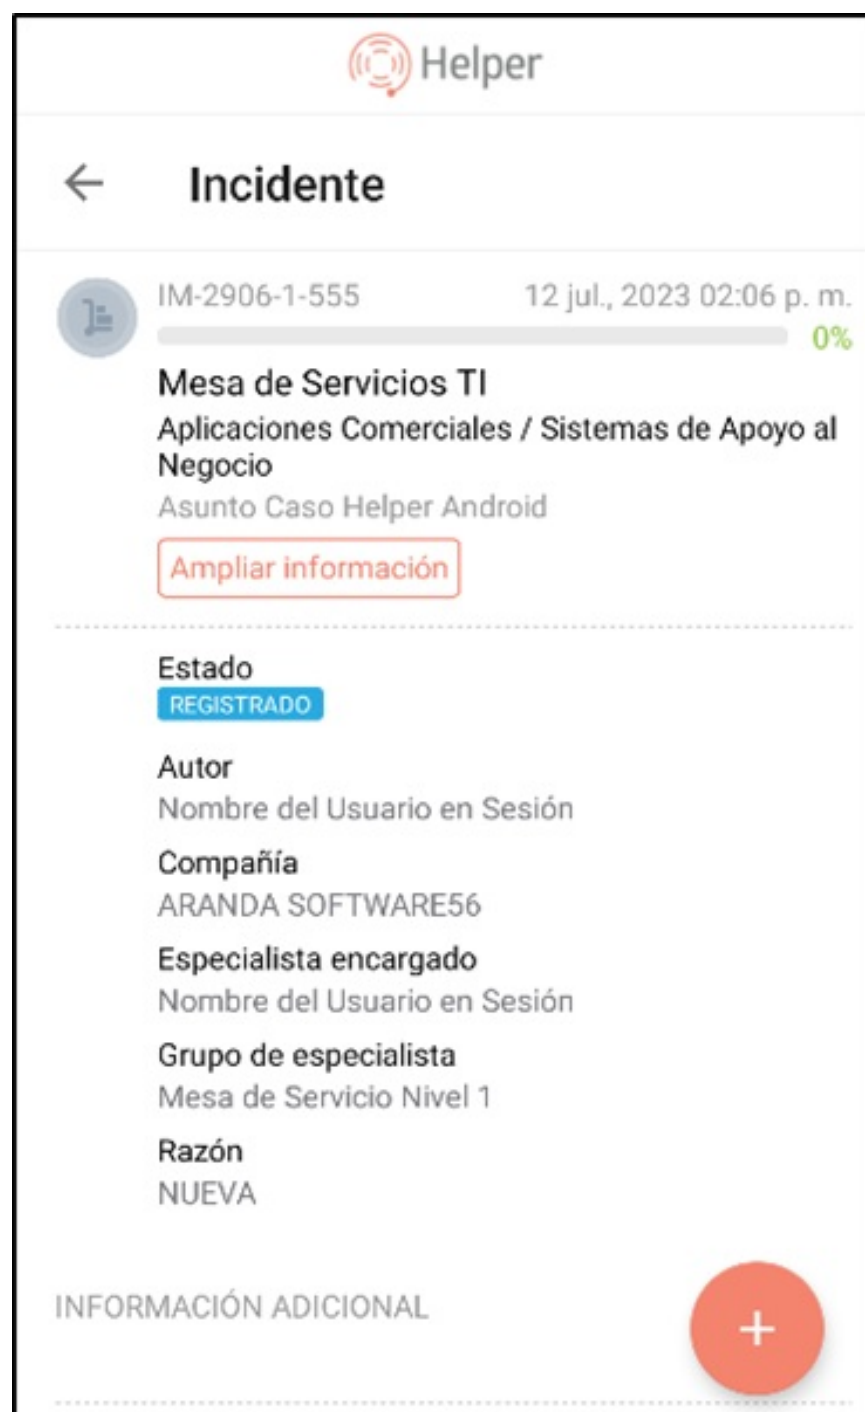 Helper
Incidente
IM-2906-1-555 12 jul., 2023 02:06 p. m.
0%
Mesa de Servicios TI
Aplicaciones Comerciales / Sistemas de Apoyo al
Negocio
Asunto Caso Helper Android
Ampliar información
Estado
REGISTRADO
Autor
Nombre del Usuario en Sesión
Compañía
ARANDA SOFTWARE56
Especialista encargado
Nombre del Usuario en Sesión
Grupo de especialista
Mesa de Servicio Nivel 1
Razón
NUEVA
INFORMACIÓN ADICIONAL
+